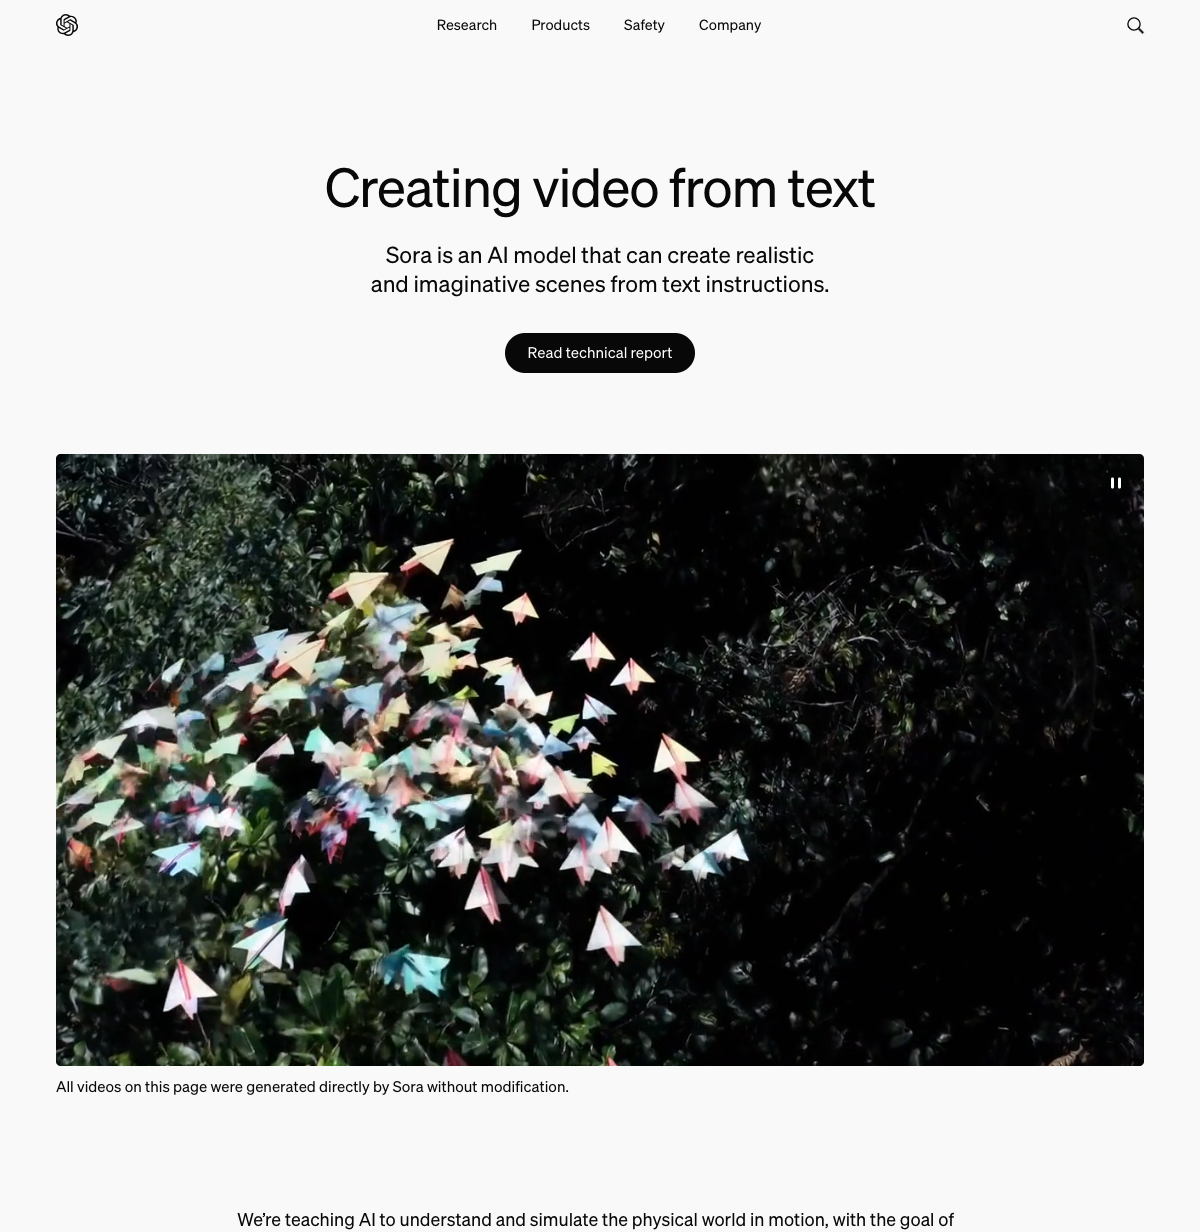 Research
Products
Safety
Company
Creating video from text
Sora is an AI model that can create realistic
and imaginative scenes from text instructions.
Read technical report
All videos on this page were generated directly by Sora without modification.
We’re teaching AI to understand and simulate the physical world in motion, with the goal of